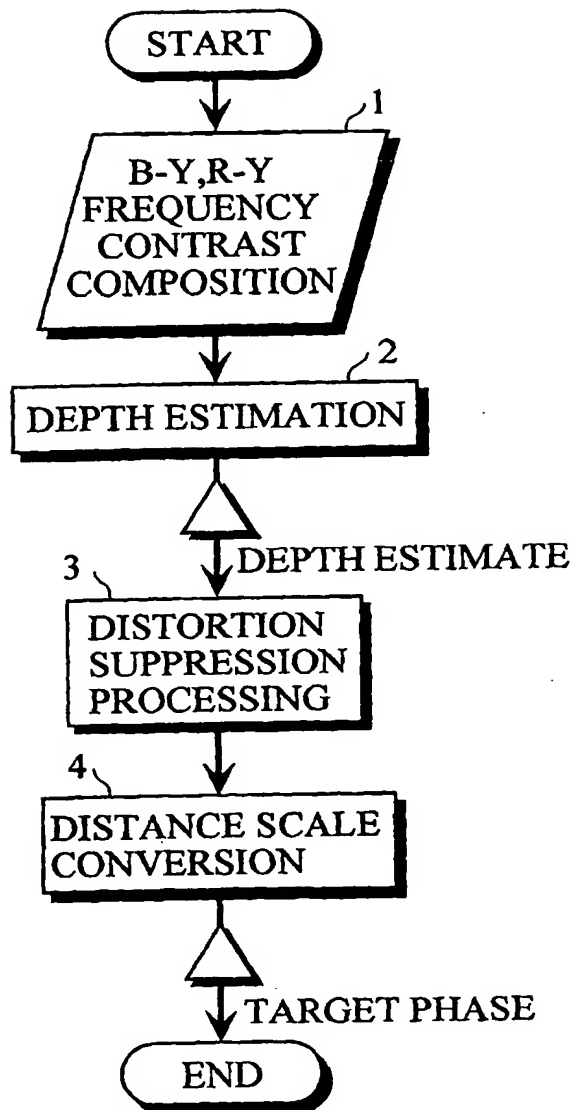 START
1
B-Y,R-Y
FREQUENCY
CONTRAST
COMPOSITION
2
DEPTH ESTIMATION
DEPTH ESTIMATE
3
DISTORTION
SUPPRESSION
PROCESSING
4
DISTANCE SCALE
CONVERSION
TARGET PHASE
END